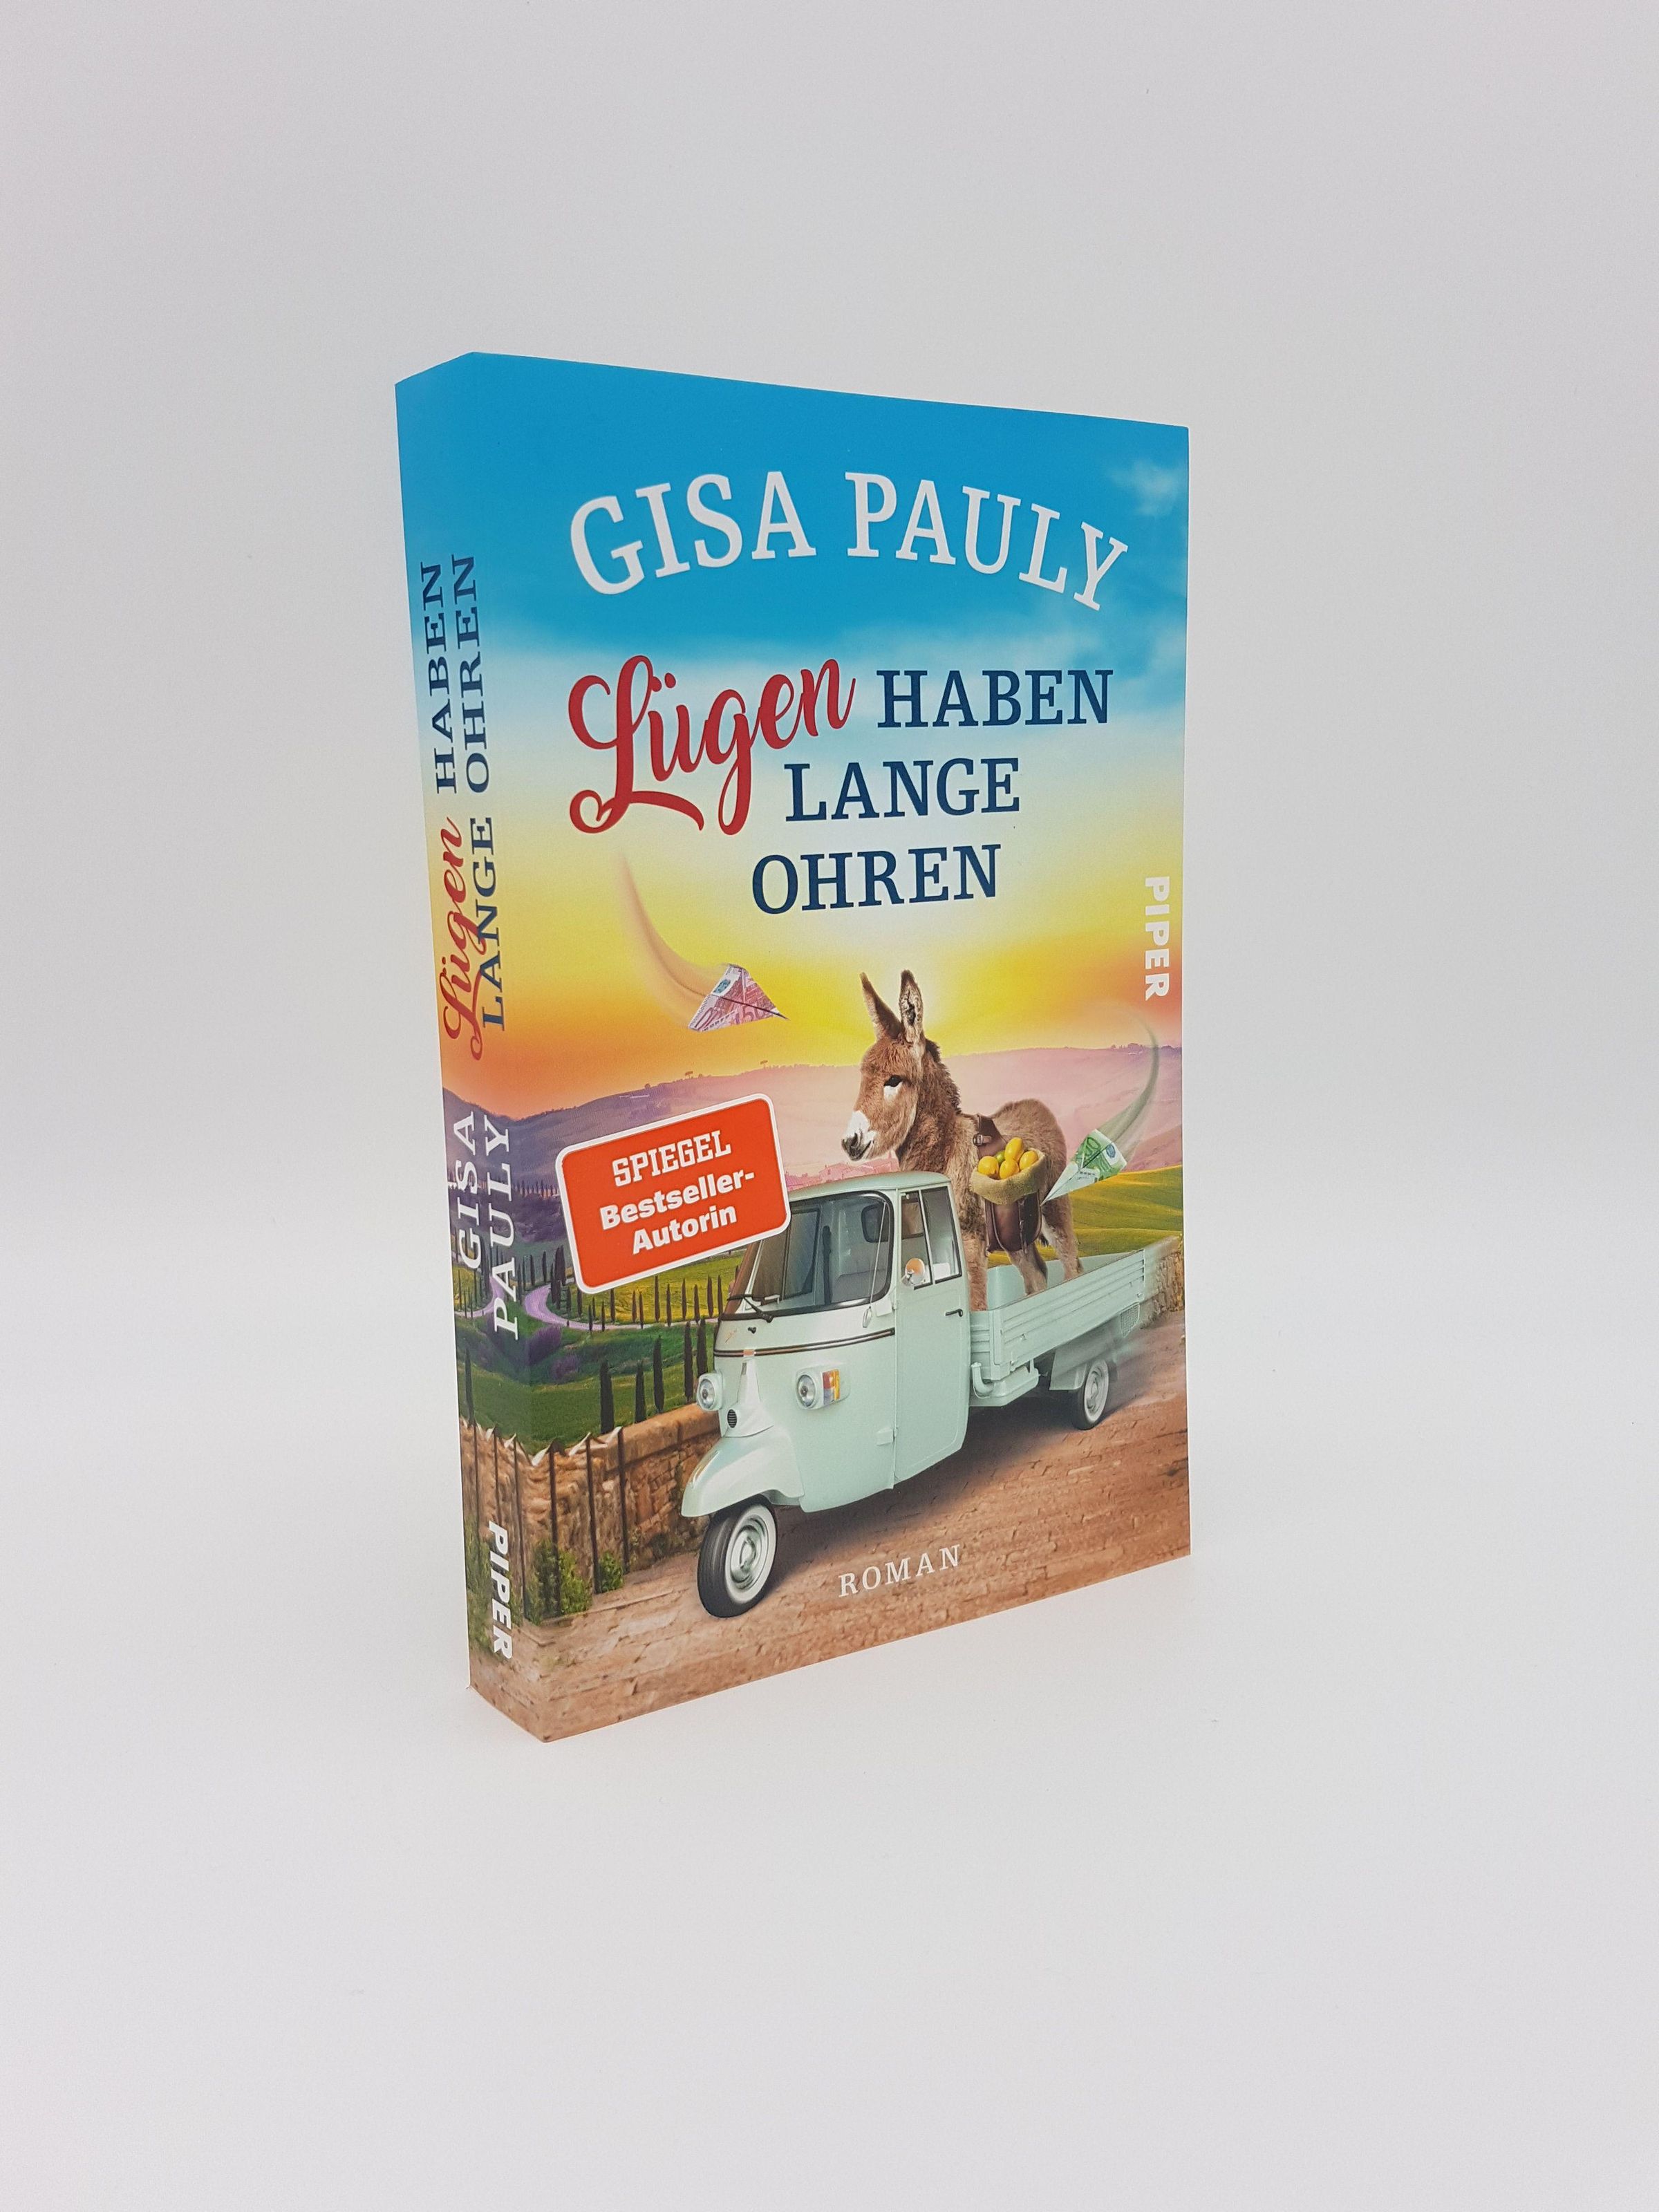 GISA PAULY
Lügen HABEN
LANGE
OHREN
PIPER
SPIEGEL
Bestseller-
Autorin
ROMAN
Lügen HABEN
LANGE OHREN
GISA
PAULY
PIPER